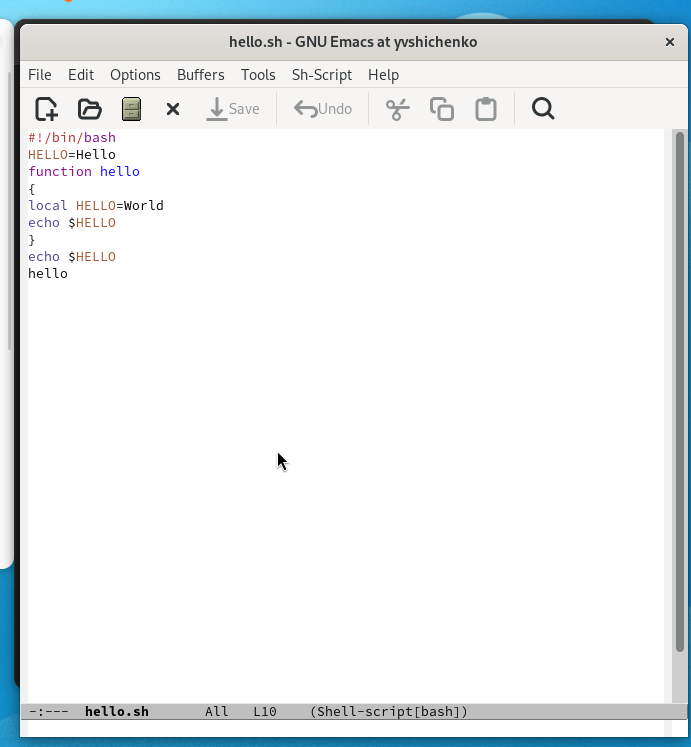 hello.sh - GNU Emacs at yvshichenko
File Edit Options Buffers Tools Sh-Script Help
Save Undo
#!/bin/bash
HELLO=Hello
function hello
{
local HELLO=World
echo $HELLO
}
echo $HELLO
hello
-:--- hello.sh All L10 (Shell-script[bash])